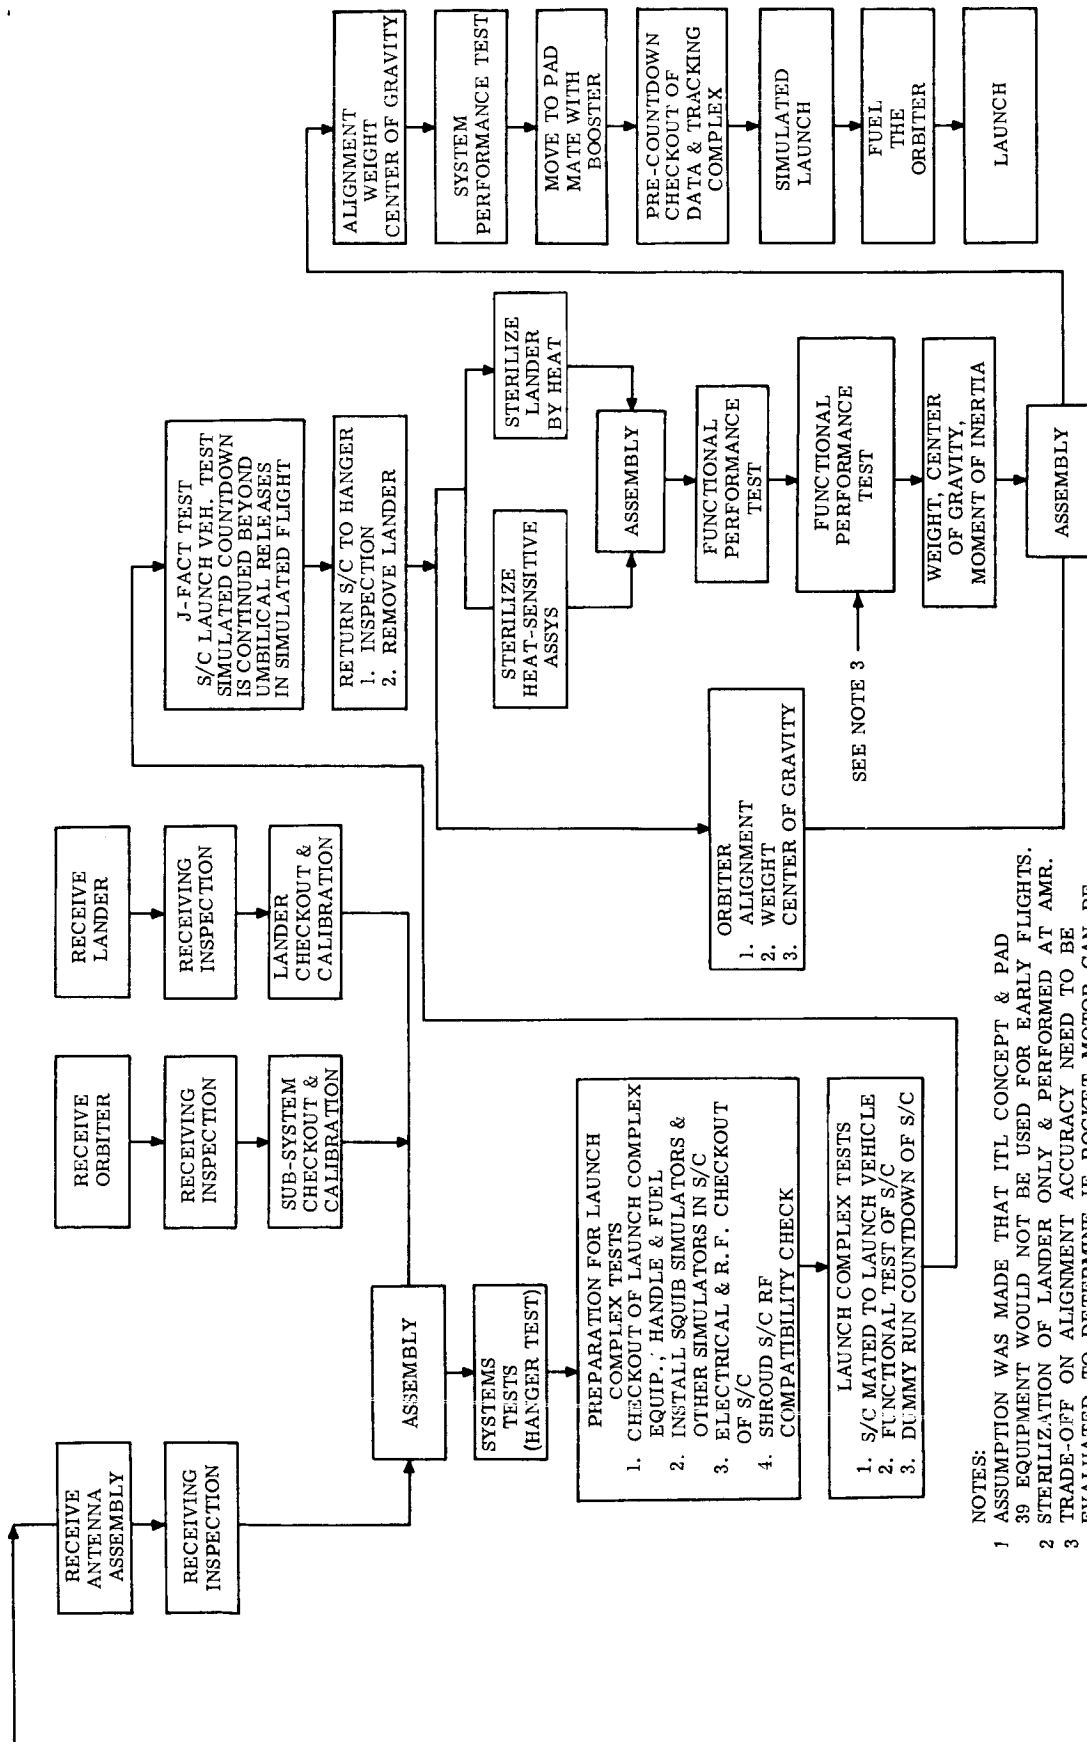 RECEIVE
ANTENNA
ASSEMBLY
RECEIVING
INSPECTION
RECEIVE
ORBITER
RECEIVING
INSPECTION
SUB-SYSTEM
CHECKOUT &
CALIBRATION
RECEIVE
LANDER
RECEIVING
INSPECTION
LANDER
CHECKOUT &
CALIBRATION
ASSEMBLY
SYSTEMS
TESTS
(HANGER TEST)
PREPARATION FOR LAUNCH
COMPLEX TESTS
1. CHECKOUT OF LAUNCH COMPLEX
EQUIP., HANDLE & FUEL
2. INSTALL SQUIB SIMULATORS &
OTHER SIMULATORS IN S/C
3. ELECTRICAL & R.F. CHECKOUT
OF S/C
4. SHROUD S/C RF
COMPATIBILITY CHECK
LAUNCH COMPLEX TESTS
1. S/C MATED TO LAUNCH VEHICLE
2. FUNCTIONAL TEST OF S/C
3. DUMMY RUN COUNTDOWN OF S/C
J-FACT TEST
S/C LAUNCH VEH. TEST
SIMULATED COUNTDOWN
IS CONTINUED BEYOND
UMBILICAL RELEASES
IN SIMULATED FLIGHT
RETURN S/C TO HANGER
1. INSPECTION
2. REMOVE LANDER
STERILIZE
HEAT-SENSITIVE
ASSYS
STERILIZE
LANDER
BY HEAT
ASSEMBLY
FUNCTIONAL
PERFORMANCE
TEST
ORBITER
1. ALIGNMENT
2. WEIGHT
3. CENTER OF GRAVITY
SEE NOTE 3
FUNCTIONAL
PERFORMANCE
TEST
WEIGHT, CENTER
OF GRAVITY,
MOMENT OF INERTIA
ASSEMBLY
ALIGNMENT
WEIGHT
CENTER OF GRAVITY
SYSTEM
PERFORMANCE TEST
MOVE TO PAD
MATE WITH
BOOSTER
PRE-COUNTDOWN
CHECKOUT OF
DATA & TRACKING
COMPLEX
SIMULATED
LAUNCH
FUEL
THE
ORBITER
LAUNCH
NOTES:
1 ASSUMPTION WAS MADE THAT ITL CONCEPT & PAD
39 EQUIPMENT WOULD NOT BE USED FOR EARLY FLIGHTS.
2 STERILIZATION OF LANDER ONLY & PERFORMED AT AMR.
3 TRADE-OFF ON ALIGNMENT ACCURACY NEED TO BE
EVALUATED TO DETERMINE IF ROCKET MOTOR CAN BE